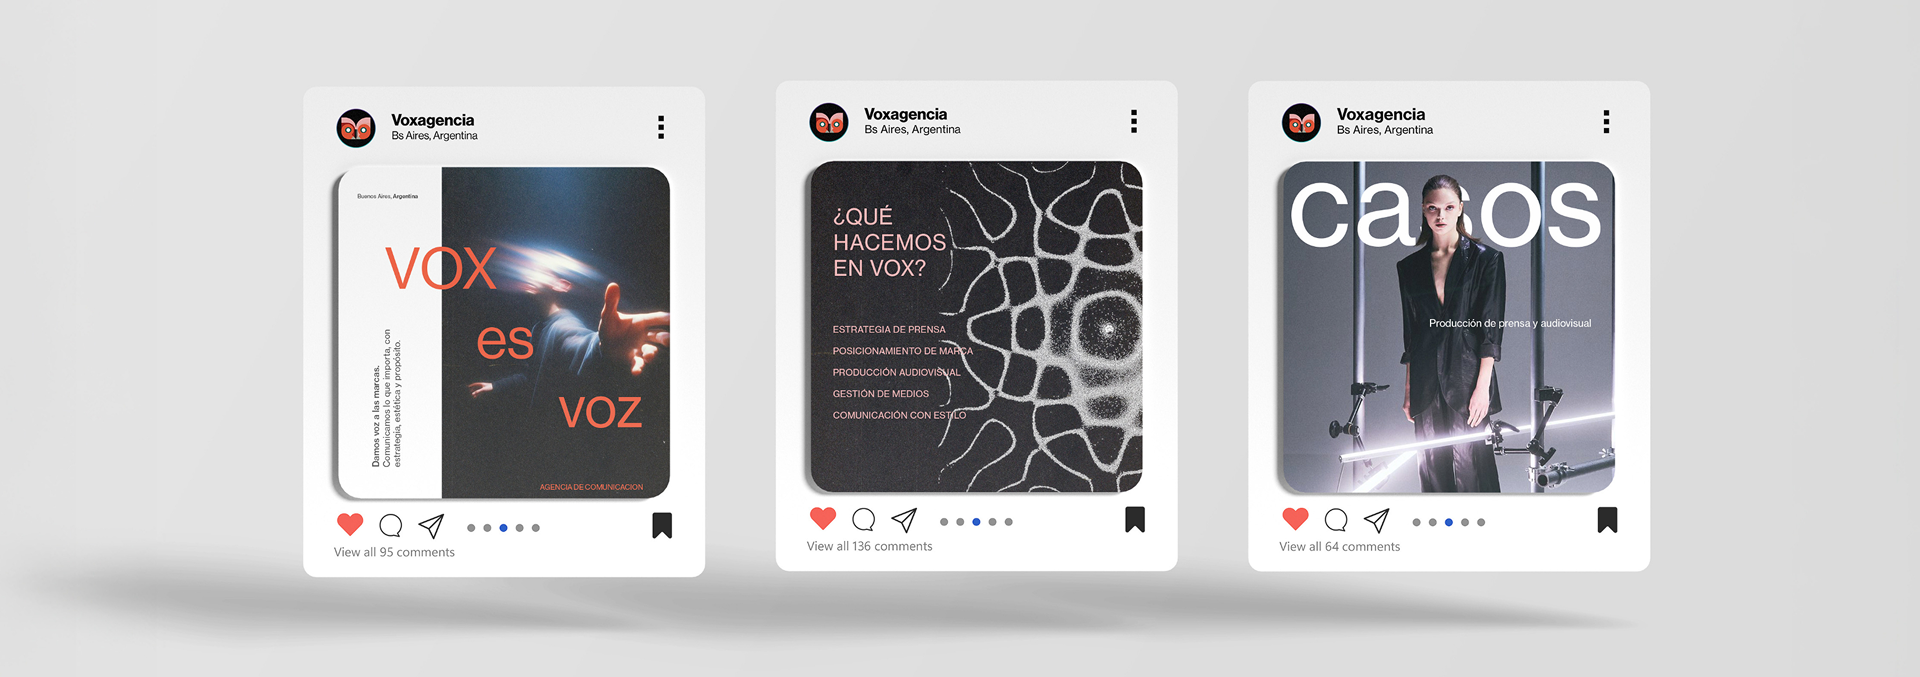 Voxagencia
Bs Aires, Argentina
Buenos Aires, Argentina
VOX
es
voz
Damos voz a las marcas.
Comunicamos lo que importa, con
estrategia, estética y propósito.
AGENCIA DE COMUNICACION
View all 95 comments
Voxagencia
Bs Aires, Argentina
¿QUÉ
HACEMOS
EN VOX?
ESTRATEGIA DE PRENSA
POSICIONAMIENTO DE MARCA
PRODUCCIÓN AUDIOVISUAL
GESTIÓN DE MEDIOS
COMUNICACIÓN CON ESTILO
View all 136 comments
Voxagencia
Bs Aires, Argentina
casos
Producción de prensa y audiovisual
View all 64 comments